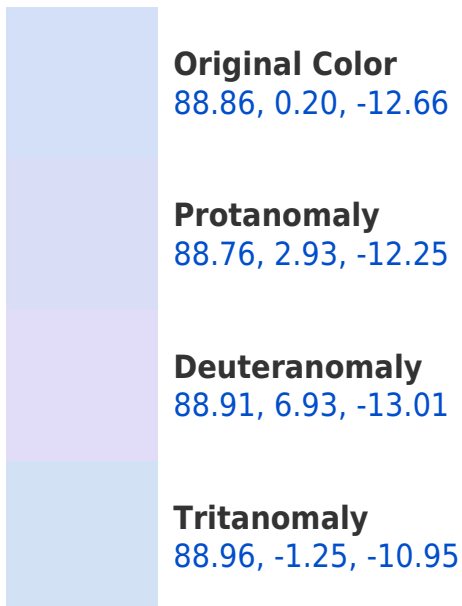 Original Color
88.86, 0.20, -12.66
Protanomaly
88.76, 2.93, -12.25
Deuteranomaly
88.91, 6.93, -13.01
Tritanomaly
88.96, -1.25, -10.95